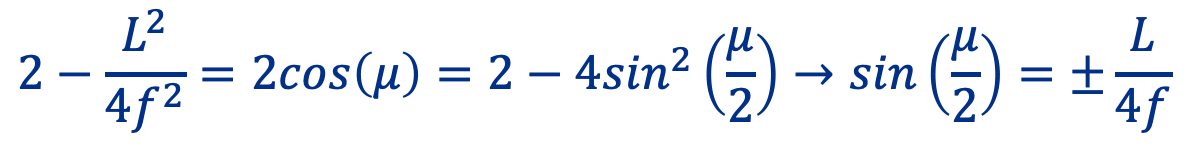 2 − L²/4f² = 2cos(μ) = 2 − 4sin²(μ/2) → sin(μ/2) = ± L/4f